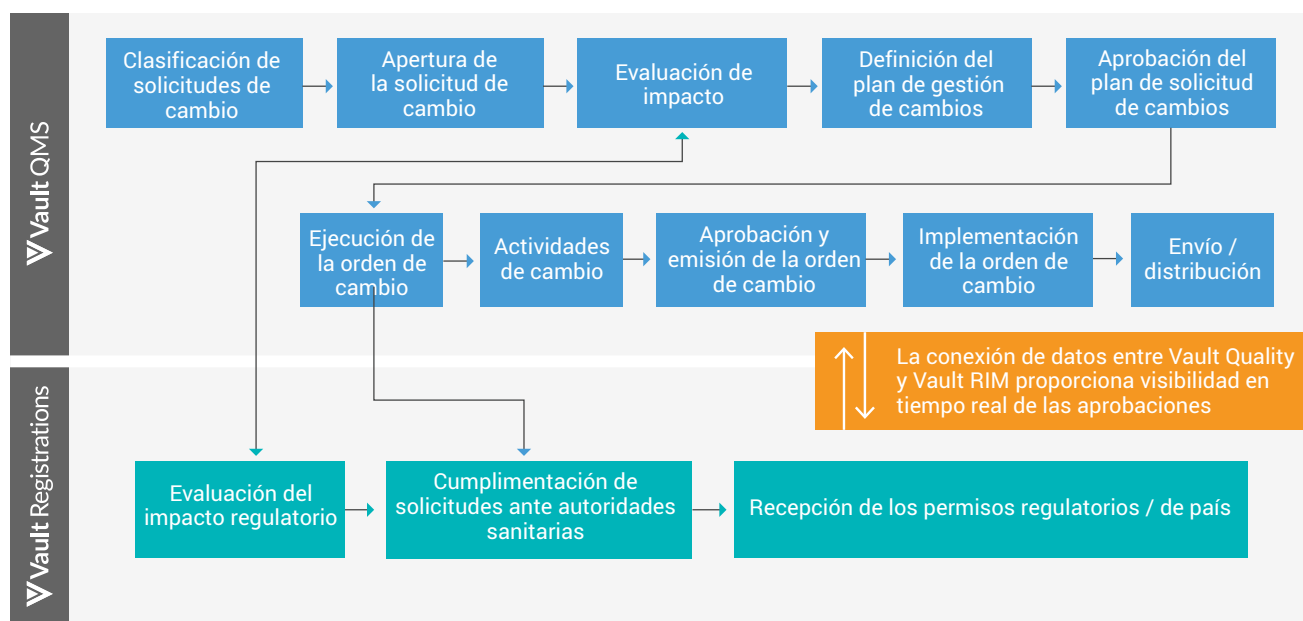 Vault QMS
Clasificación de
solicitudes de
cambio
Apertura de
la solicitud de
cambio
Evaluación de
impacto
Definición del
plan de gestión
de cambios
Aprobación del
plan de solicitud
de cambios
Ejecución de
la orden de
cambio
Actividades
de cambio
Aprobación y
emisión de la orden
de cambio
Implementación
de la orden de
cambio
Envío /
distribución
La conexión de datos entre Vault Quality
y Vault RIM proporciona visibilidad en
tiempo real de las aprobaciones
Vault Registrations
Evaluación del
impacto regulatorio
Cumplimentación de
solicitudes ante autoridades
sanitarias
Recepción de los permisos regulatorios / de país